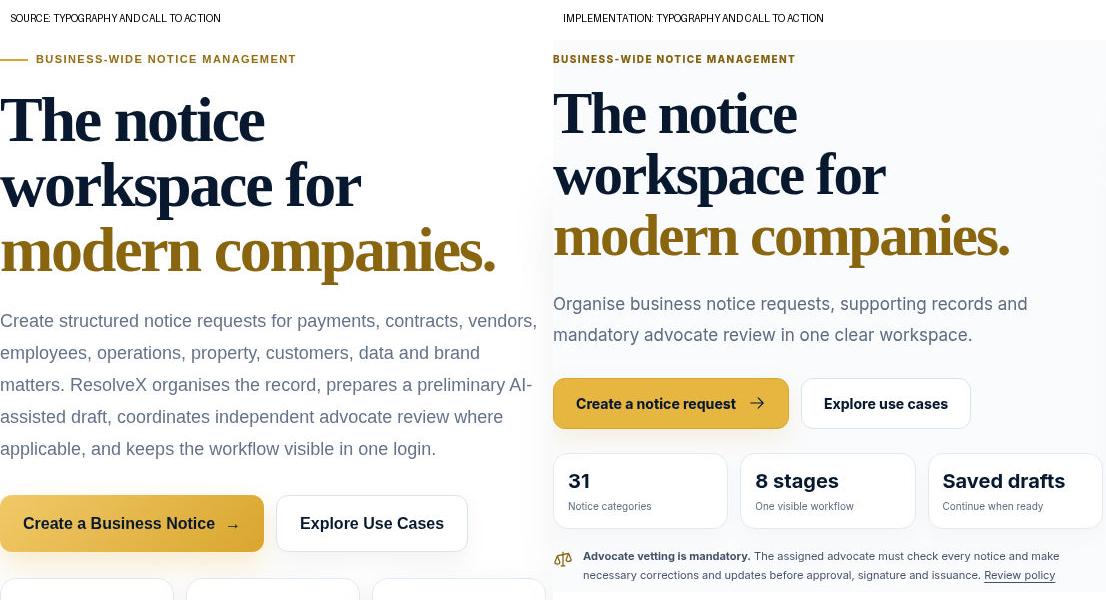 SOURCE: TYPOGRAPHY AND CALL TO ACTION
BUSINESS-WIDE NOTICE MANAGEMENT
The notice
workspace for
modern companies.
Create structured notice requests for payments, contracts, vendors,
employees, operations, property, customers, data and brand
matters. ResolveX organises the record, prepares a preliminary AI-
assisted draft, coordinates independent advocate review where
applicable, and keeps the workflow visible in one login.
Create a Business Notice →
Explore Use Cases
IMPLEMENTATION: TYPOGRAPHY AND CALL TO ACTION
BUSINESS-WIDE NOTICE MANAGEMENT
The notice
workspace for
modern companies.
Organise business notice requests, supporting records and
mandatory advocate review in one clear workspace.
Create a notice request →
Explore use cases
31
Notice categories
8 stages
One visible workflow
Saved drafts
Continue when ready
Advocate vetting is mandatory. The assigned advocate must check every notice and make
necessary corrections and updates before approval, signature and issuance. Review policy